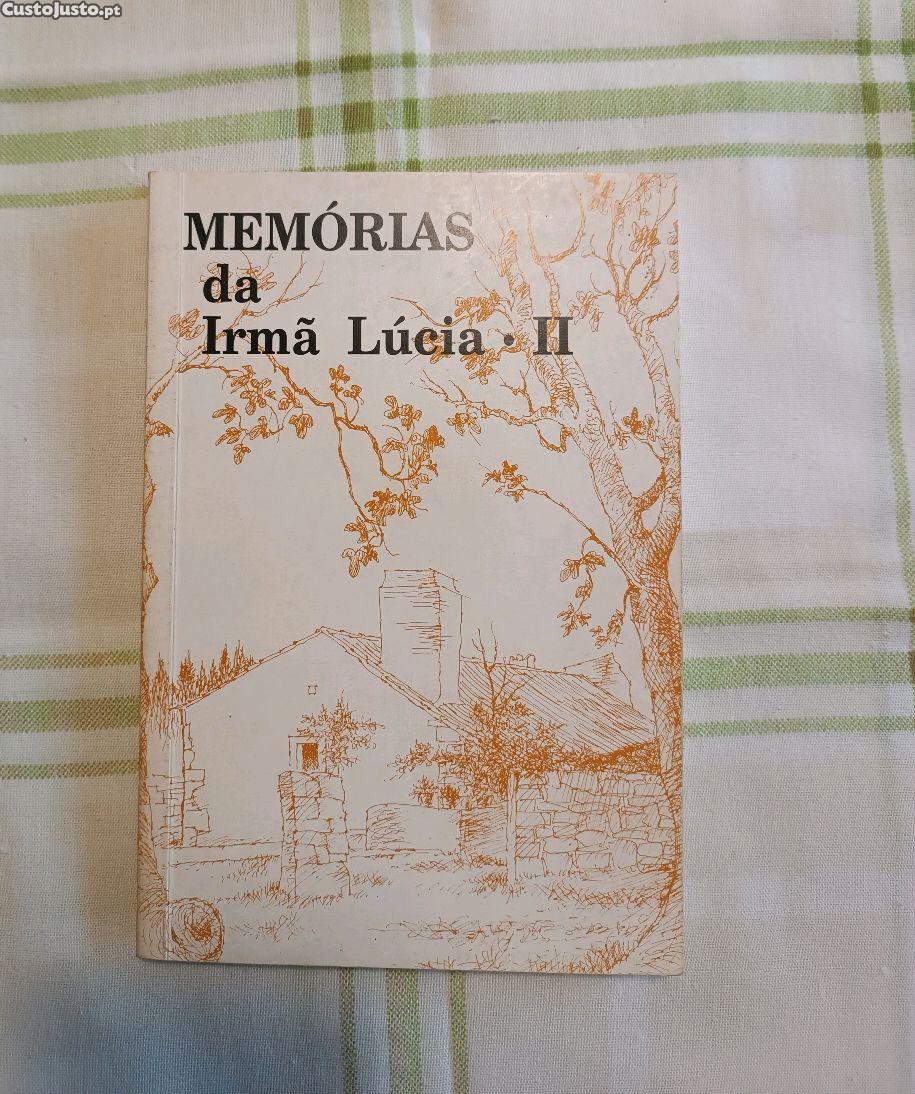 CustoJusto.pt
MEMÓRIAS
da
Irmã Lúcia • II